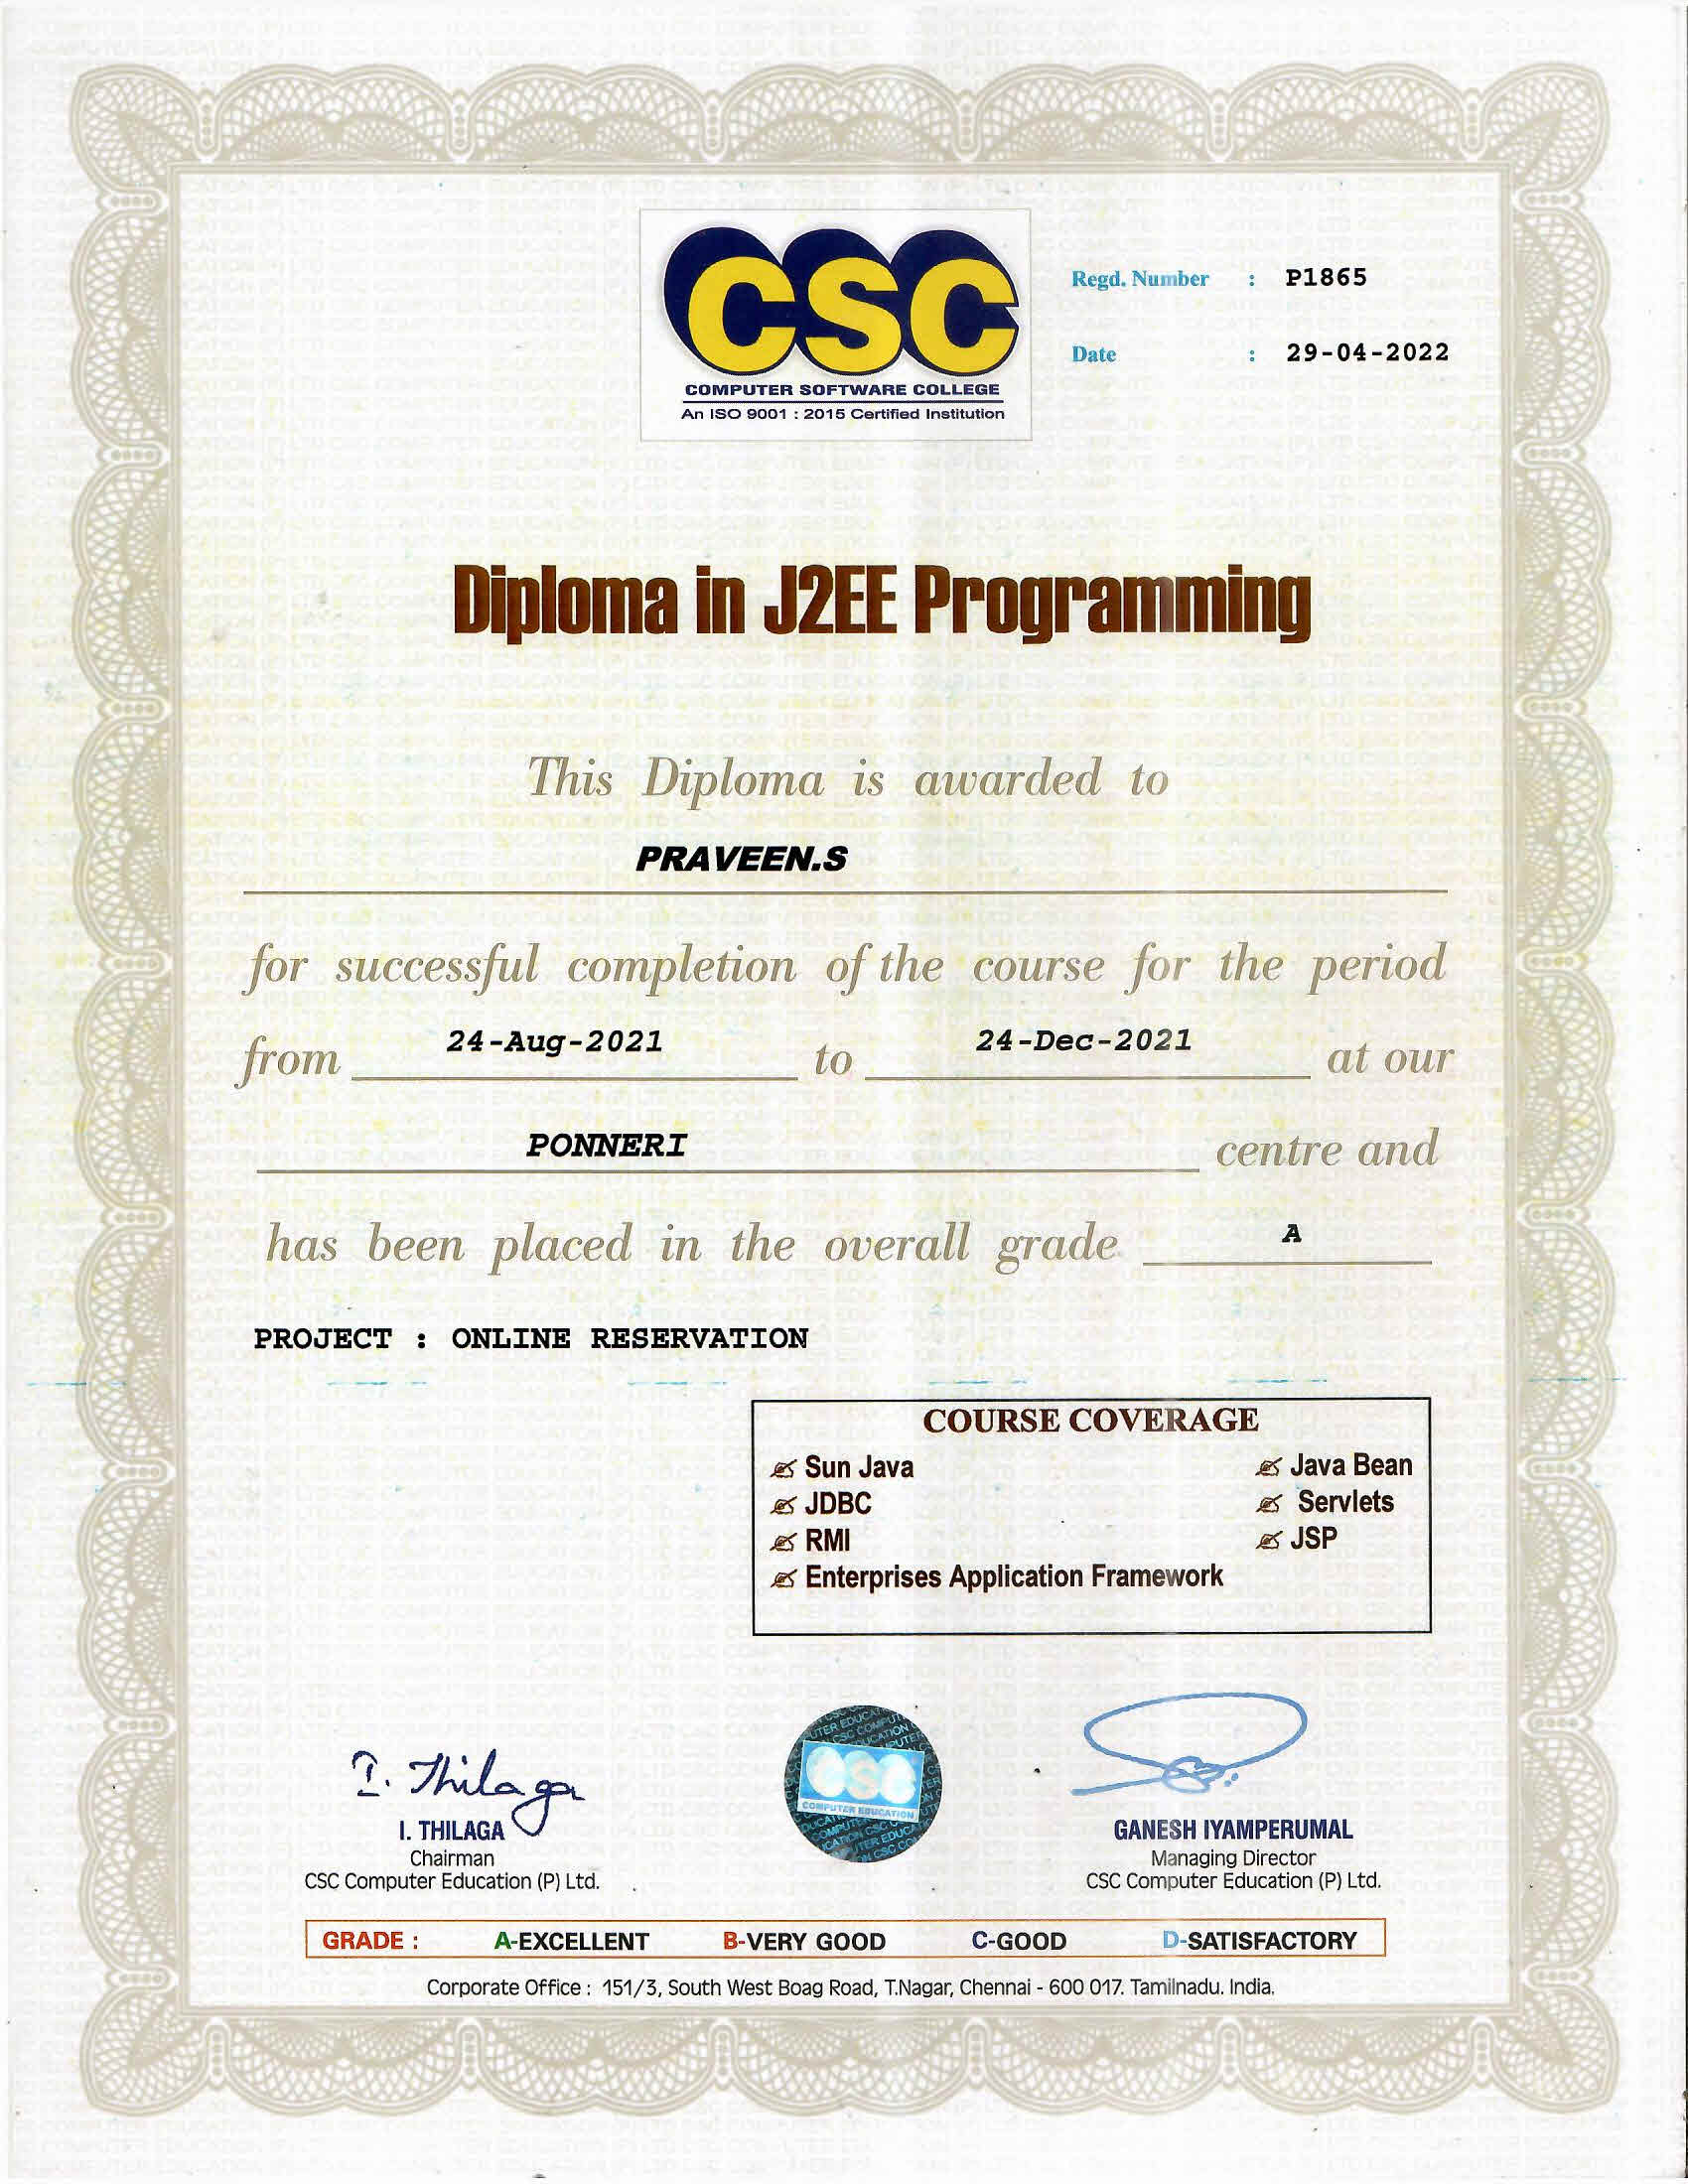 CSC
COMPUTER SOFTWARE COLLEGE
An ISO 9001 : 2015 Certified Institution
Regd. Number : P1865
Date : 29-04-2022
Diploma in J2EE Programming
This Diploma is awarded to
PRAVEEN.S
for successful completion of the course for the period
from 24-Aug-2021 to 24-Dec-2021 at our
PONNERI centre and
has been placed in the overall grade A
PROJECT : ONLINE RESERVATION
COURSE COVERAGE
Sun Java
JDBC
RMI
Enterprises Application Framework
Java Bean
Servlets
JSP
I. Thilaga
I. THILAGA
Chairman
CSC Computer Education (P) Ltd.
CSC
COMPUTER EDUCATION
GANESH IYAMPERUMAL
Managing Director
CSC Computer Education (P) Ltd.
GRADE : A-EXCELLENT B-VERY GOOD C-GOOD D-SATISFACTORY
Corporate Office : 151/3, South West Boag Road, T.Nagar, Chennai - 600 017. Tamilnadu. India.